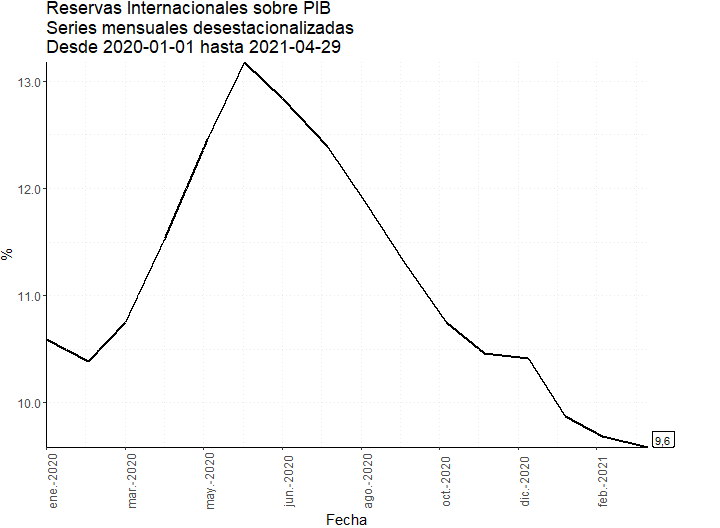 Reservas Internacionales sobre PIB
Series mensuales desestacionalizadas
Desde 2020-01-01 hasta 2021-04-29
%
13.0
12.0
11.0
10.0
9,6
ene.-2020
mar.-2020
may.-2020
jun.-2020
ago.-2020
oct.-2020
dic.-2020
feb.-2021
Fecha